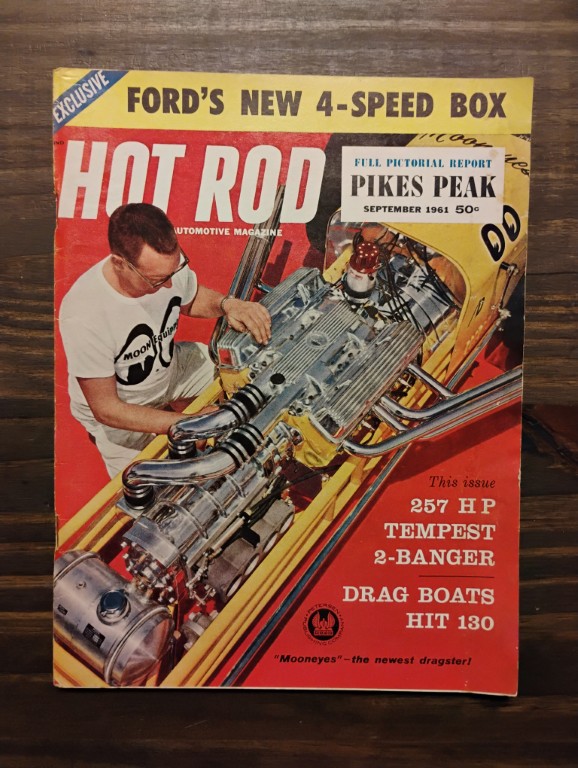 EXCLUSIVE
FORD'S NEW 4-SPEED BOX
HOT ROD
AUTOMOTIVE MAGAZINE
FULL PICTORIAL REPORT
PIKES PEAK
SEPTEMBER 1961 50¢
Mooneyes
MOON Equipped
This issue
257 HP
TEMPEST
2-BANGER
DRAG BOATS
HIT 130
"Mooneyes"—the newest dragster!